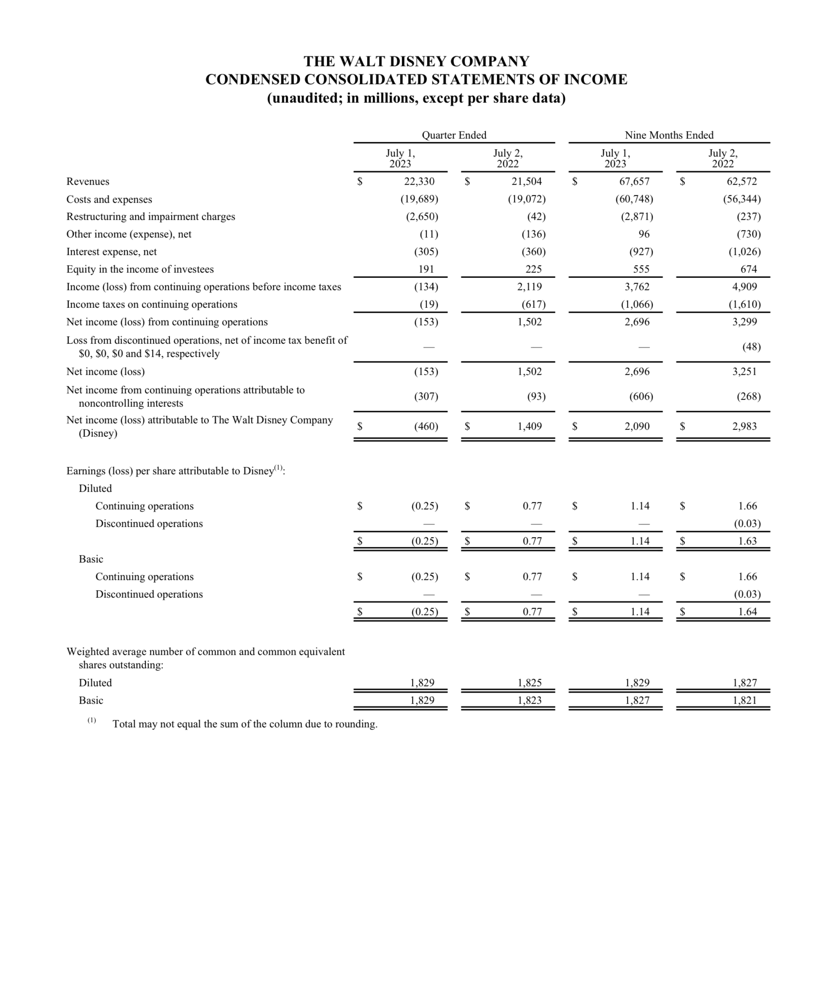 THE WALT DISNEY COMPANY
CONDENSED CONSOLIDATED STATEMENTS OF INCOME
(unaudited; in millions, except per share data)
Quarter Ended Nine Months Ended
July 1, 2023 July 2, 2022 July 1, 2023 July 2, 2022
Revenues $ 22,330 $ 21,504 $ 67,657 $ 62,572
Costs and expenses (19,689) (19,072) (60,748) (56,344)
Restructuring and impairment charges (2,650) (42) (2,871) (237)
Other income (expense), net (11) (136) 96 (730)
Interest expense, net (305) (360) (927) (1,026)
Equity in the income of investees 191 225 555 674
Income (loss) from continuing operations before income taxes (134) 2,119 3,762 4,909
Income taxes on continuing operations (19) (617) (1,066) (1,610)
Net income (loss) from continuing operations (153) 1,502 2,696 3,299
Loss from discontinued operations, net of income tax benefit of
$0, $0, $0 and $14, respectively — — — (48)
Net income (loss) (153) 1,502 2,696 3,251
Net income from continuing operations attributable to
noncontrolling interests (307) (93) (606) (268)
Net income (loss) attributable to The Walt Disney Company
(Disney) $ (460) $ 1,409 $ 2,090 $ 2,983
Earnings (loss) per share attributable to Disney(1):
Diluted
Continuing operations $ (0.25) $ 0.77 $ 1.14 $ 1.66
Discontinued operations — — — (0.03)
$ (0.25) $ 0.77 $ 1.14 $ 1.63
Basic
Continuing operations $ (0.25) $ 0.77 $ 1.14 $ 1.66
Discontinued operations — — — (0.03)
$ (0.25) $ 0.77 $ 1.14 $ 1.64
Weighted average number of common and common equivalent
shares outstanding:
Diluted 1,829 1,825 1,829 1,827
Basic 1,829 1,823 1,827 1,821
(1) Total may not equal the sum of the column due to rounding.